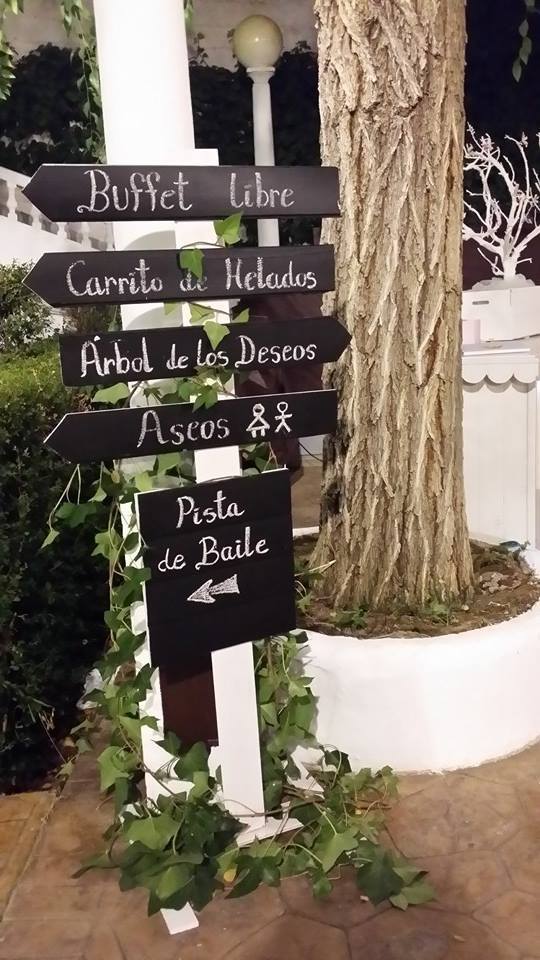 Buffet libre
Carrito de Helados
Árbol de los Deseos
Aseos
Pista
de Baile